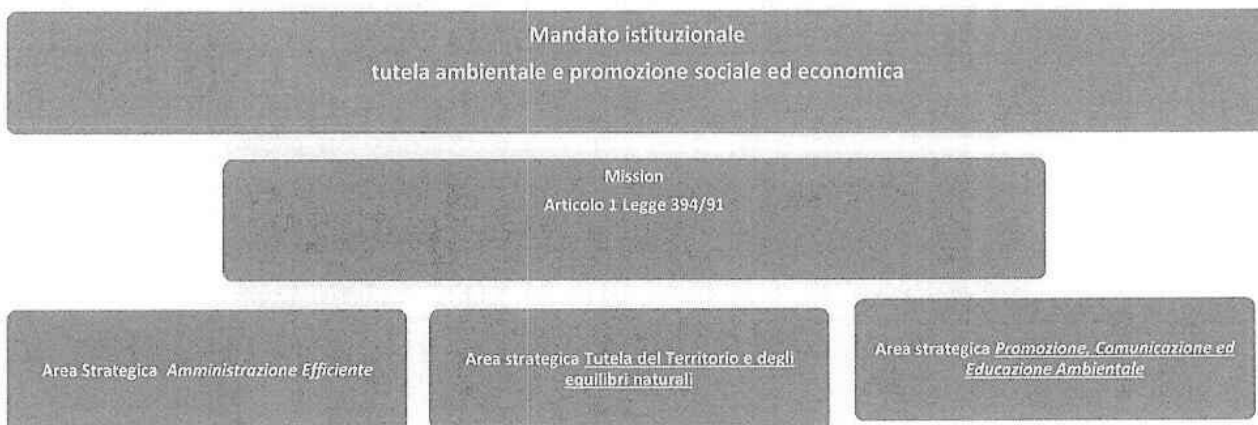 Mandato istituzionale
tutela ambientale e promozione sociale ed economica
Mission
Articolo 1 Legge 394/91
Area Strategica Amministrazione Efficiente
Area strategica Tutela del Territorio e degli
equilibri naturali
Area strategica Promozione, Comunicazione ed
Educazione Ambientale